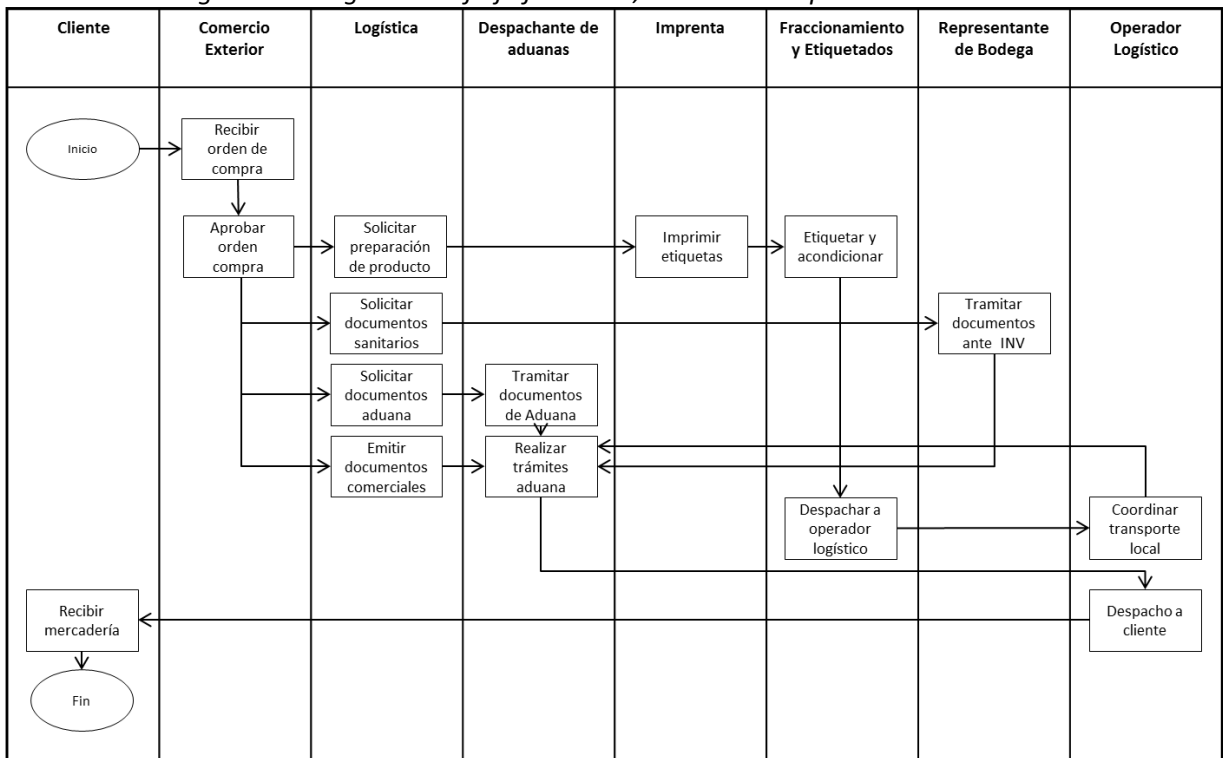 Cliente
Comercio
Exterior
Logística
Despachante de
aduanas
Imprenta
Fraccionamiento
y Etiquetados
Representante
de Bodega
Operador
Logístico
Inicio
Recibir
orden de
compra
Aprobar
orden
compra
Solicitar
preparación
de producto
Imprimir
etiquetas
Etiquetar y
acondicionar
Solicitar
documentos
sanitarios
Tramitar
documentos
ante INV
Solicitar
documentos
aduana
Tramitar
documentos
de Aduana
Emitir
documentos
comerciales
Realizar
trámites
aduana
Despachar a
operador
logístico
Coordinar
transporte
local
Recibir
mercadería
Despacho a
cliente
Fin